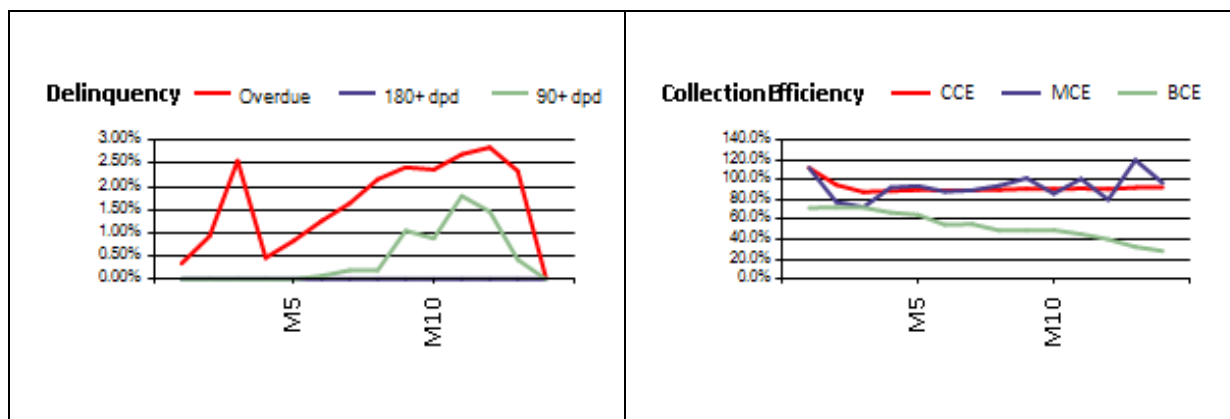 Delinquency Overdue 180+ dpd 90+ dpd
3.00%
2.50%
2.00%
1.50%
1.00%
0.50%
0.00%
M5
M10
Collection Efficiency CCE MCE BCE
140.0%
120.0%
100.0%
80.0%
60.0%
40.0%
20.0%
0.0%
M5
M10